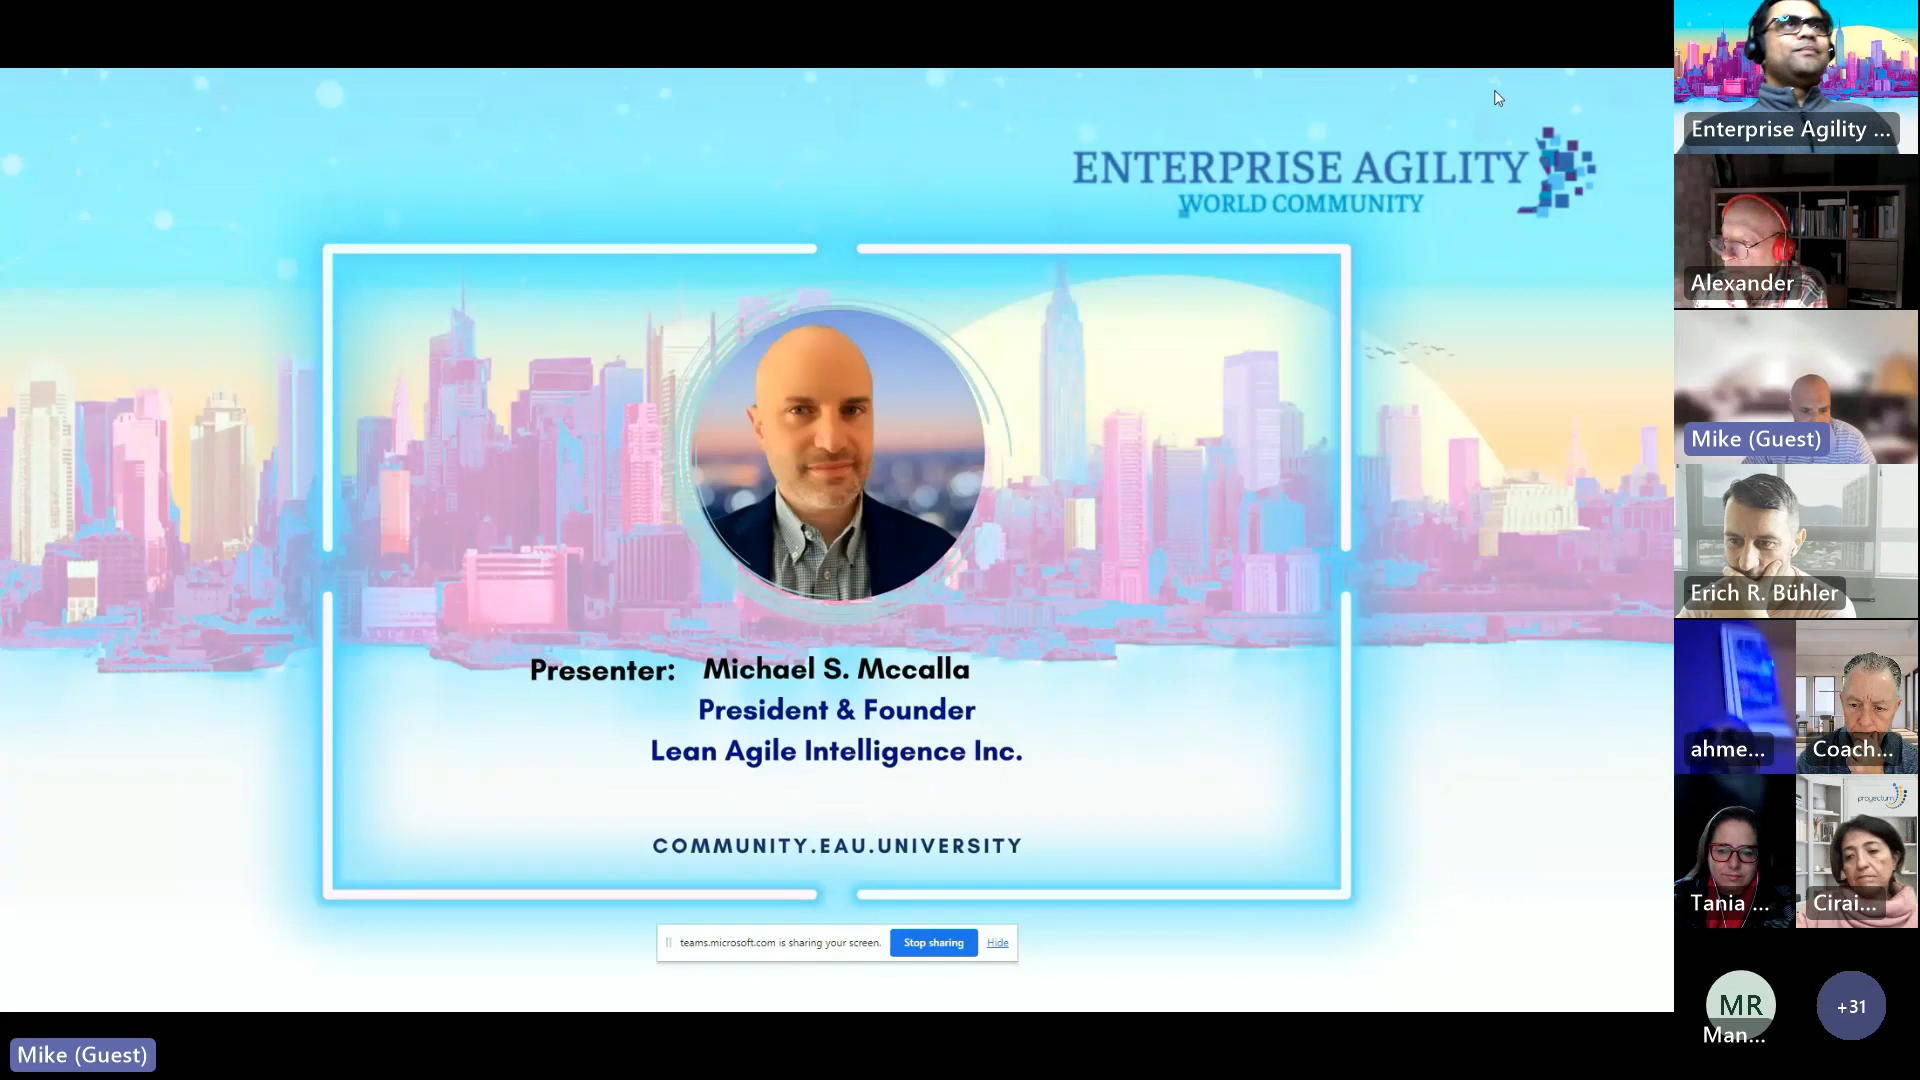 ENTERPRISE AGILITY
WORLD COMMUNITY
Presenter: Michael S. Mccalla
President & Founder
Lean Agile Intelligence Inc.
COMMUNITY.EAU.UNIVERSITY
teams.microsoft.com is sharing your screen. Stop sharing Hide
Mike (Guest)
Enterprise Agility ...
Alexander
Mike (Guest)
Erich R. Bühler
ahme... Coach...
proyectum
Tania ... Cirai...
MR +31
Man...